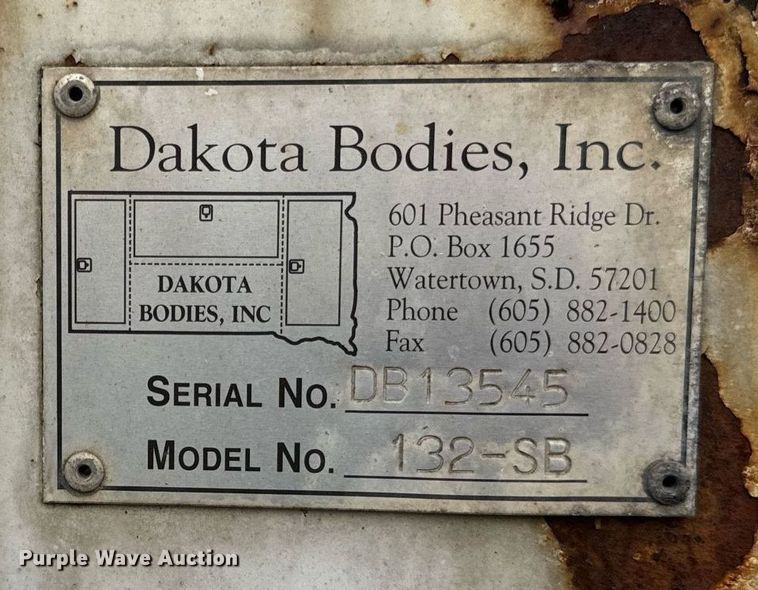 Dakota Bodies, Inc.
DAKOTA
BODIES, INC
601 Pheasant Ridge Dr.
P.O. Box 1655
Watertown, S.D. 57201
Phone (605) 882-1400
Fax (605) 882-0828
SERIAL NO. DB13545
MODEL NO. 132-SB
Purple Wave Auction